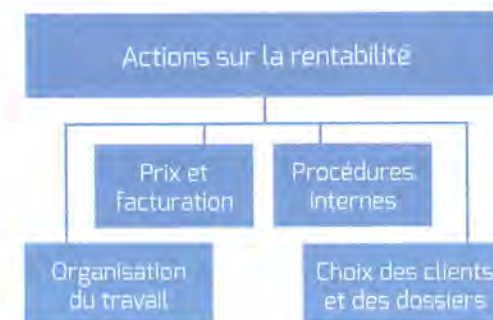 Actions sur la rentabilité
Prix et
facturation
Procédures
internes
Organisation
du travail
Choix des clients
et des dossiers